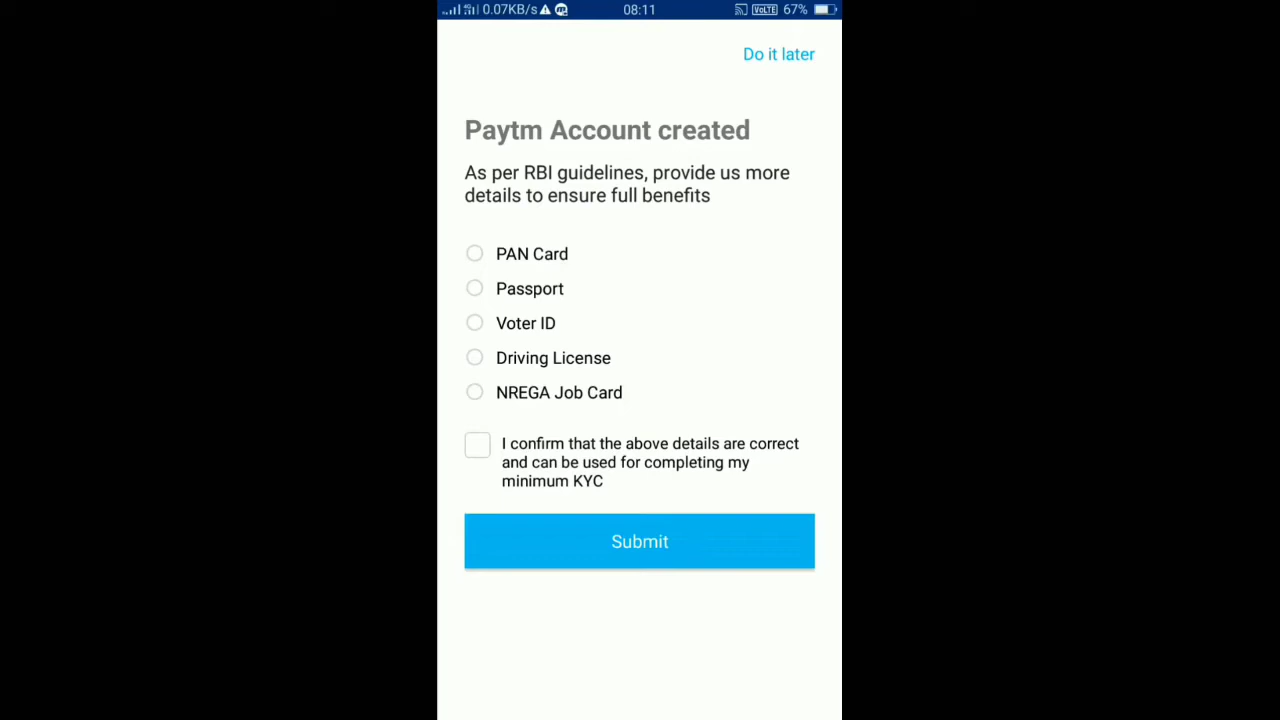 0.07KB/s 08:11 VoLTE 67%
Do it later
Paytm Account created
As per RBI guidelines, provide us more
details to ensure full benefits
PAN Card
Passport
Voter ID
Driving License
NREGA Job Card
I confirm that the above details are correct
and can be used for completing my
minimum KYC
Submit